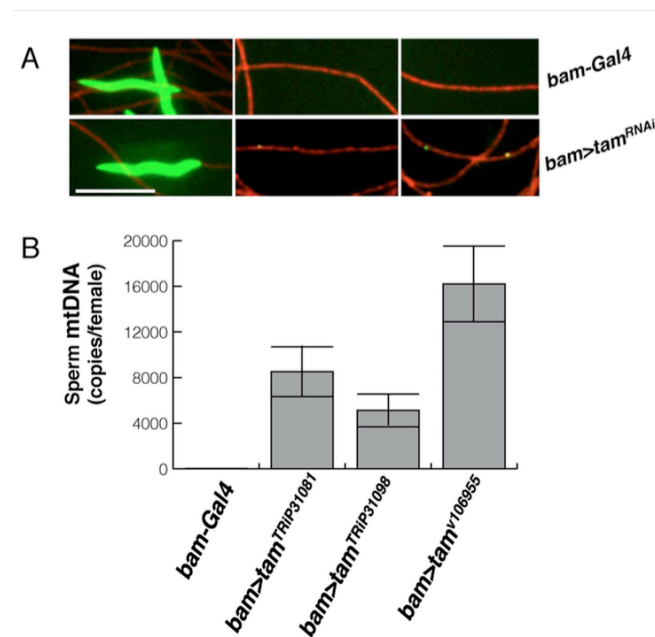 A
bam-Gal4
bam>tamRNAi
B
Sperm mtDNA
(copies/female)
20000
16000
12000
8000
4000
0
bam-Gal4
bam>tamTRiP31081
bam>tamTRiP31098
bam>tamv106955